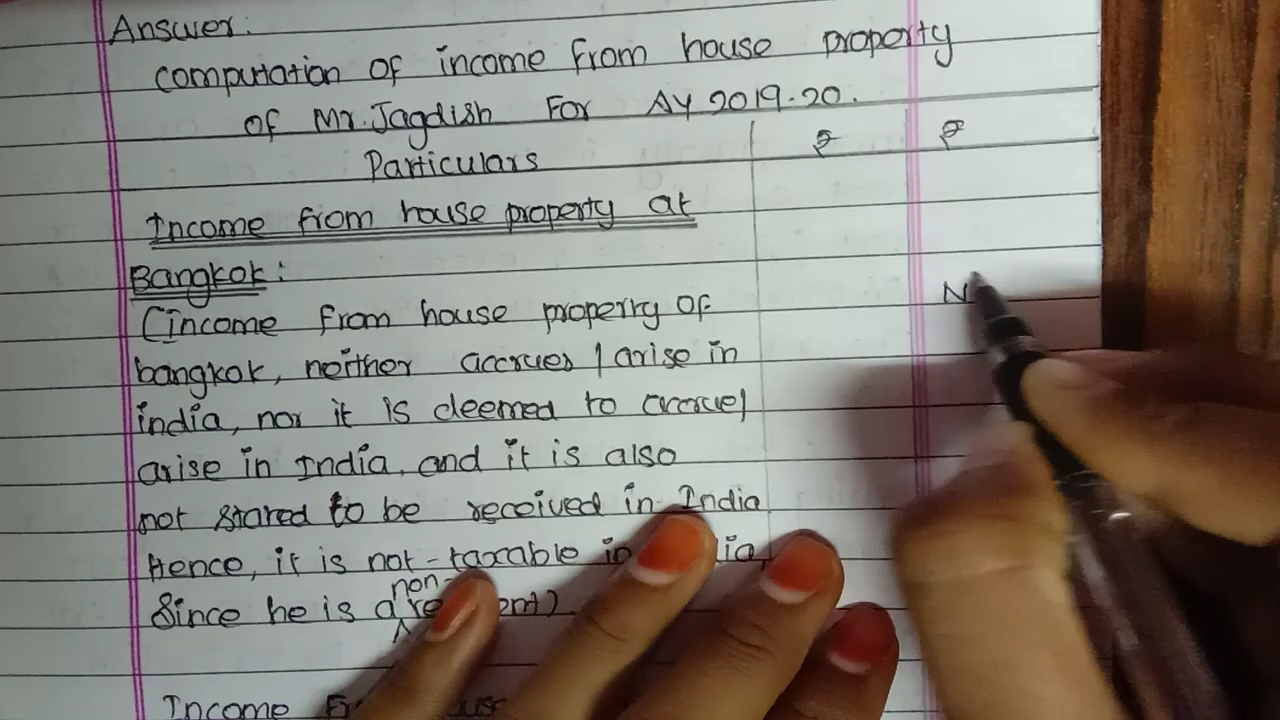 Answer:
computation of income from house property
of Mr. Jagdish For AY 2019-20.
Particulars ₹ ₹
Income from house property at
Bangkok:
(income from house property of
bangkok, neither accrues / arise in
india, nor it is deemed to accrue/
arise in India, and it is also
not stated to be received in India
Hence, it is not-taxable in
non-
Since he is a
Income
N